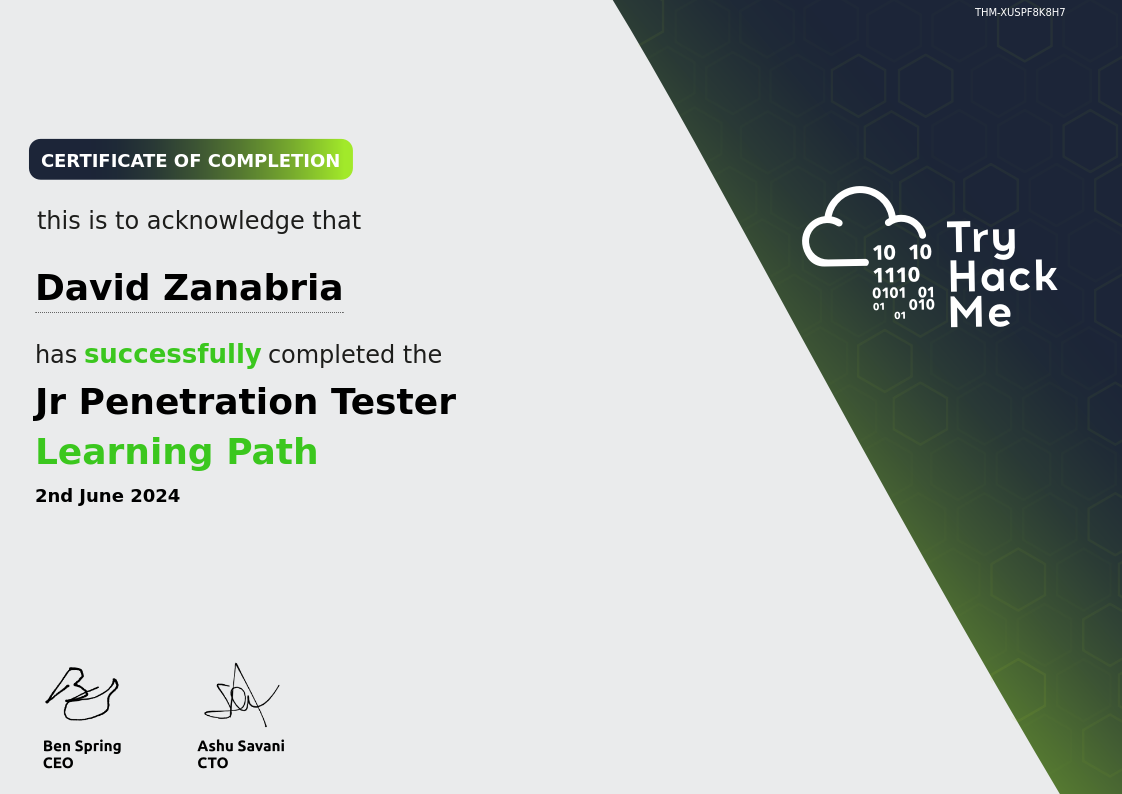 THM-XUSPF8K8H7
CERTIFICATE OF COMPLETION
this is to acknowledge that
David Zanabria
has successfully completed the
Jr Penetration Tester
Learning Path
2nd June 2024
10 10
1110
0101 01
01 010
01
Try
Hack
Me
Ben Spring
CEO
Ashu Savani
CTO